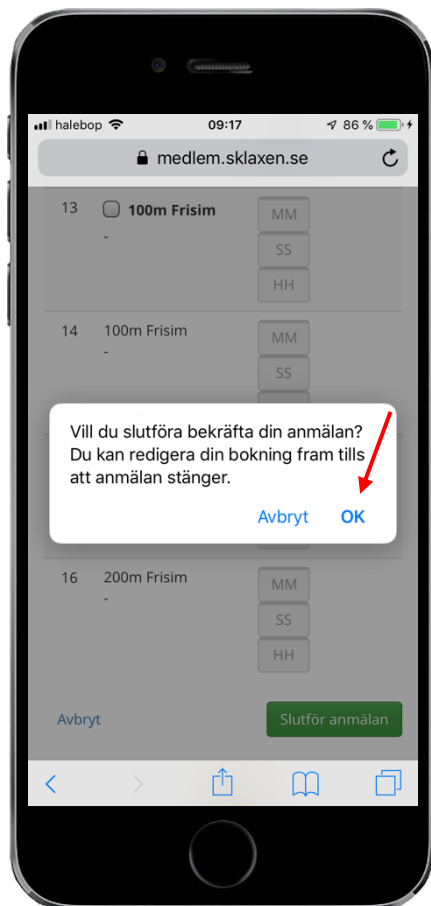 halebop 09:17 86 %
medlem.sklaxen.se
13 100m Frisim MM
-
SS
HH
14 100m Frisim MM
-
SS
Vill du slutföra bekräfta din anmälan?
Du kan redigera din bokning fram tills
att anmälan stänger.
Avbryt OK
16 200m Frisim MM
-
SS
HH
Avbryt Slutför anmälan